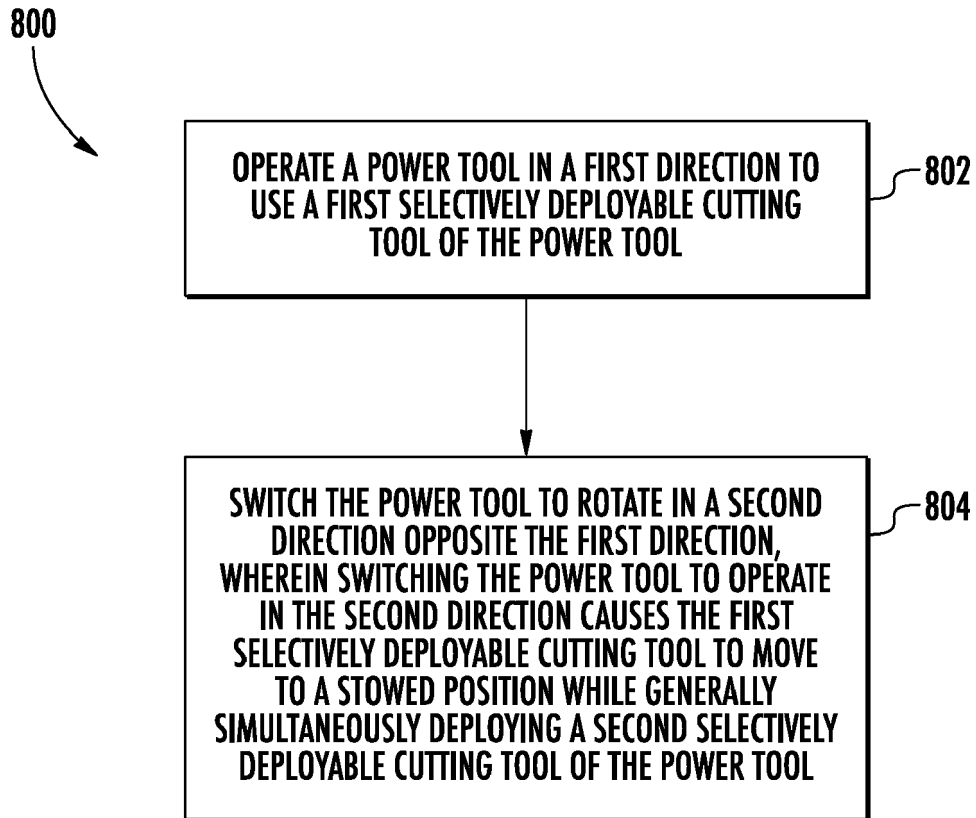 800
OPERATE A POWER TOOL IN A FIRST DIRECTION TO
USE A FIRST SELECTIVELY DEPLOYABLE CUTTING
TOOL OF THE POWER TOOL
802
SWITCH THE POWER TOOL TO ROTATE IN A SECOND
DIRECTION OPPOSITE THE FIRST DIRECTION,
WHEREIN SWITCHING THE POWER TOOL TO OPERATE
IN THE SECOND DIRECTION CAUSES THE FIRST
SELECTIVELY DEPLOYABLE CUTTING TOOL TO MOVE
TO A STOWED POSITION WHILE GENERALLY
SIMULTANEOUSLY DEPLOYING A SECOND SELECTIVELY
DEPLOYABLE CUTTING TOOL OF THE POWER TOOL
804